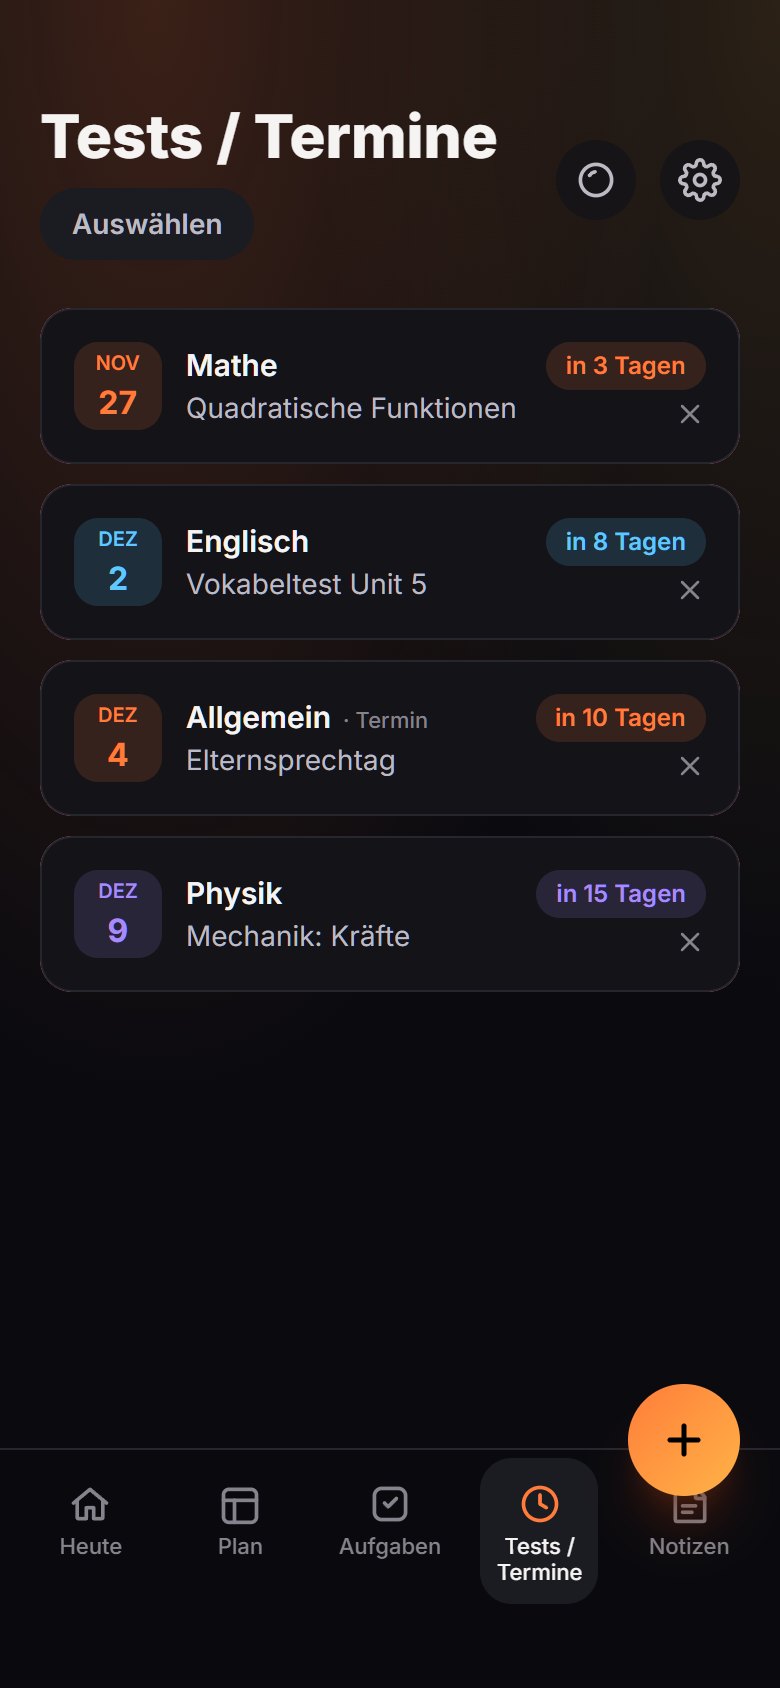 Tests / Termine
Auswählen
NOV
27
Mathe
Quadratische Funktionen
in 3 Tagen
DEZ
2
Englisch
Vokabeltest Unit 5
in 8 Tagen
DEZ
4
Allgemein · Termin
Elternsprechtag
in 10 Tagen
DEZ
9
Physik
Mechanik: Kräfte
in 15 Tagen
Heute
Plan
Aufgaben
Tests /
Termine
Notizen